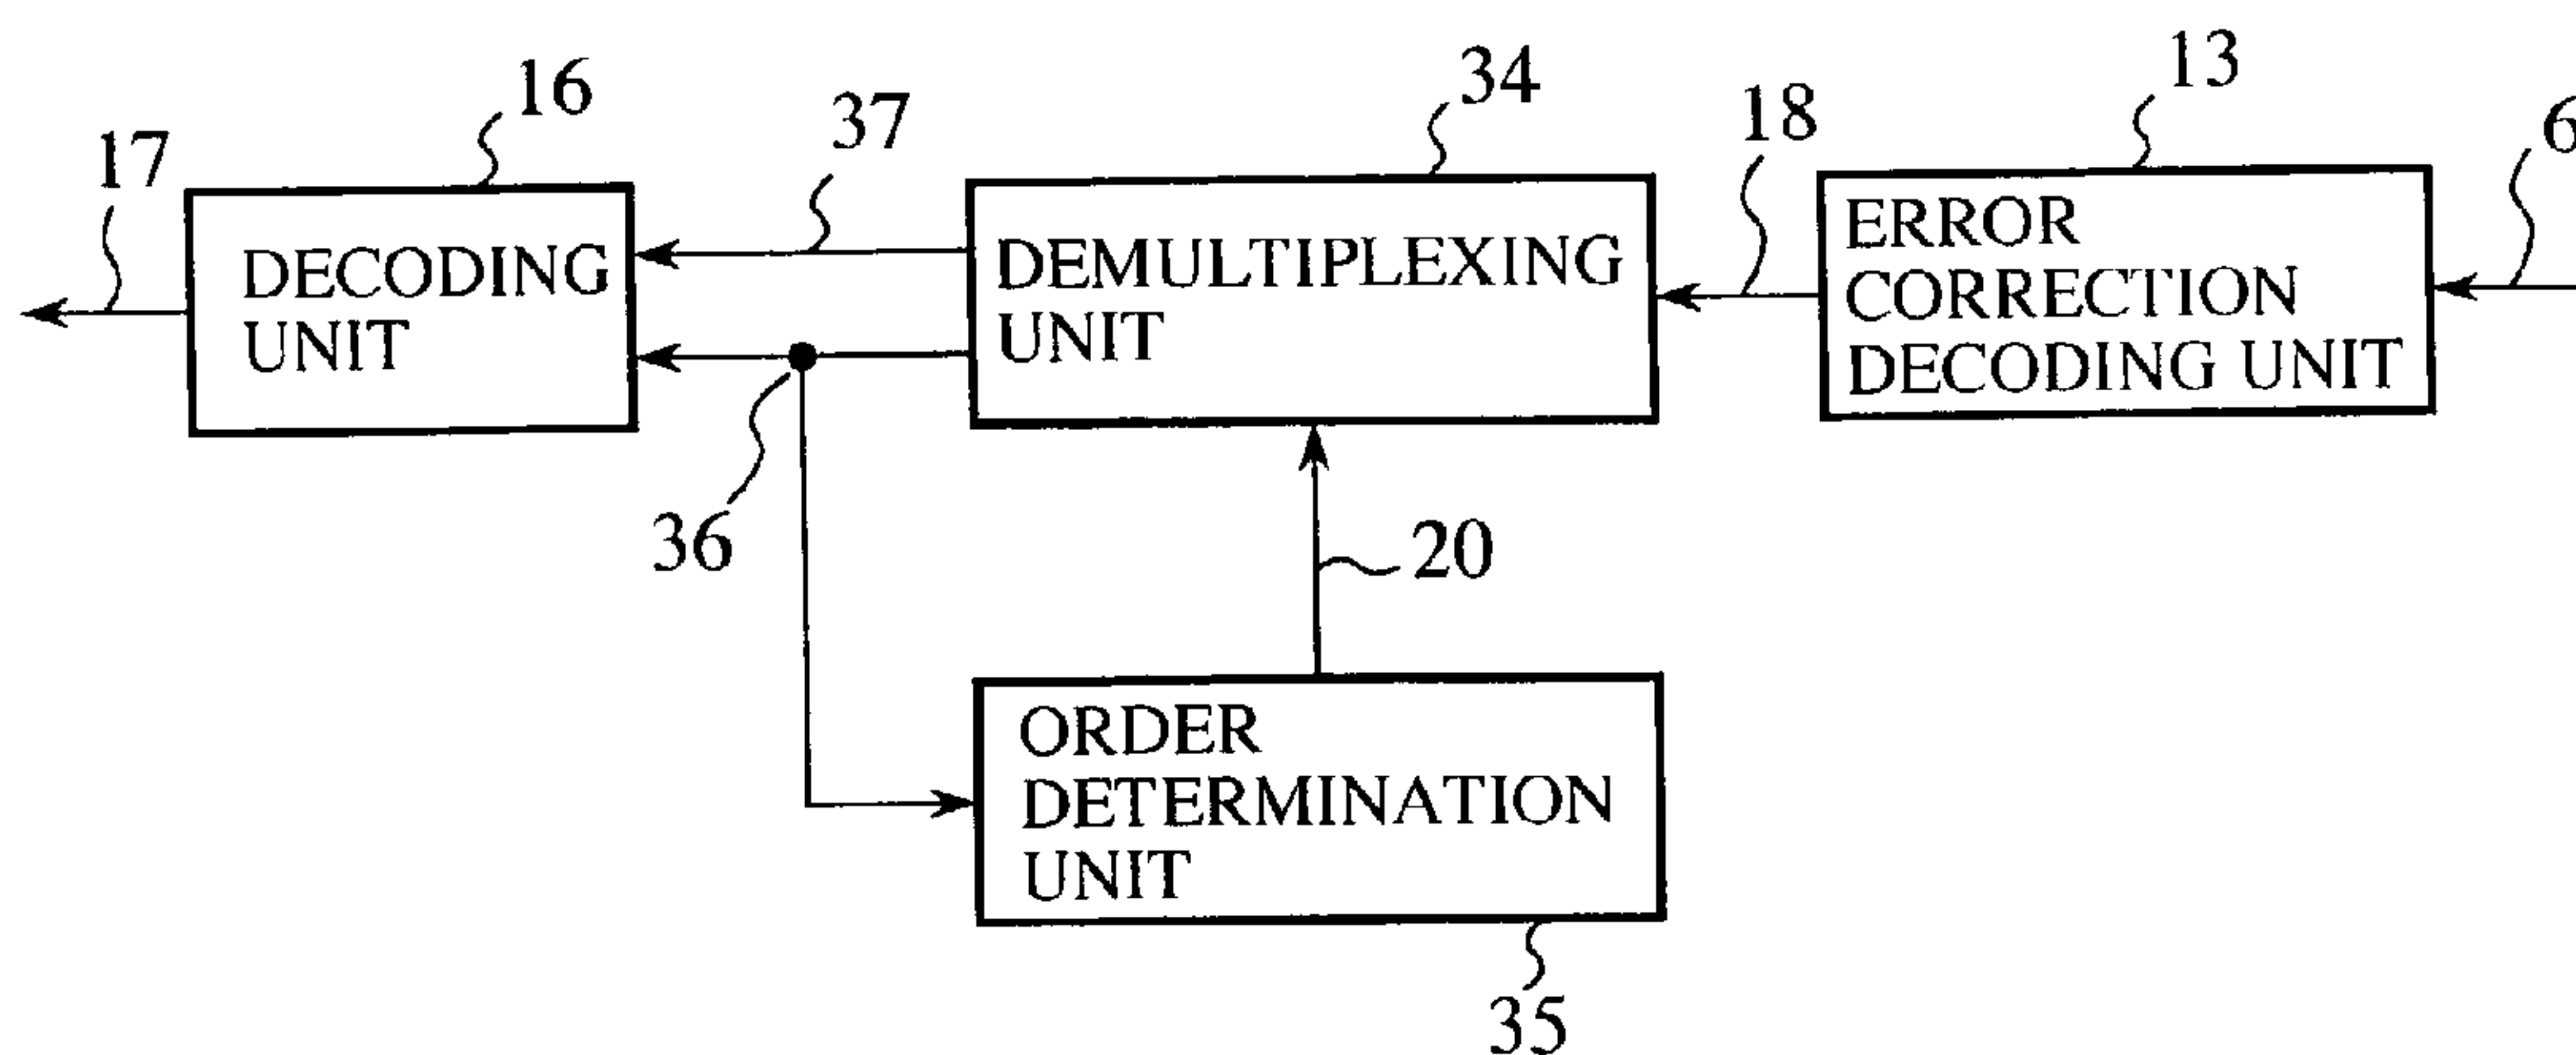 13
34
18
6
16
37
17
ERROR
CORRECTION
DECODING UNIT
DEMULTIPLEXING
UNIT
DECODING
UNIT
36
20
ORDER
DETERMINATION
UNIT
35